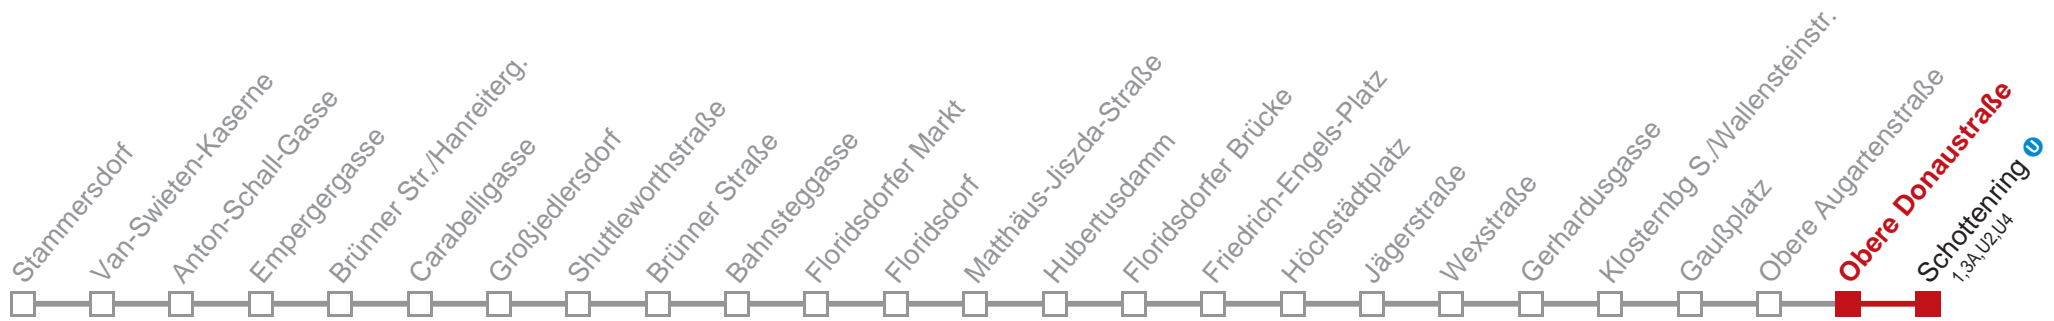 Stammersdorf
Van-Swieten-Kaserne
Anton-Schall-Gasse
Empergergasse
Brünner Str./Hanreiterg.
Carabelligasse
Großjedlersdorf
Shuttleworthstraße
Brünner Straße
Bahnsteggasse
Floridsdorfer Markt
Floridsdorf
Matthäus-Jiszda-Straße
Hubertusdamm
Floridsdorfer Brücke
Friedrich-Engels-Platz
Höchstädtplatz
Jägerstraße
Wexstraße
Gerhardusgasse
Klosternbg S./Wallensteinstr.
Gaußplatz
Obere Augartenstraße
Obere Donaustraße
Schottenring U
1,3A,U2,U4